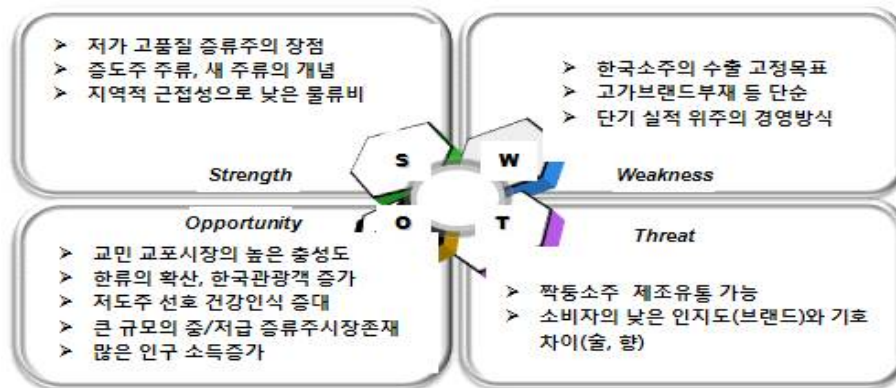 ➢ 저가 고품질 증류주의 장점
➢ 중도주 주류, 새 주류의 개념
➢ 지역적 근접성으로 낮은 물류비
Strength
➢ 한국소주의 수출 고정목표
➢ 고가브랜드부재 등 단순
➢ 단기 실적 위주의 경영방식
Weakness
S
W
O
T
Opportunity
➢ 교민 교포시장의 높은 충성도
➢ 한류의 확산, 한국관광객 증가
➢ 저도주 선호 건강인식 증대
➢ 큰 규모의 중/저급 증류주시장존재
➢ 많은 인구 소득증가
Threat
➢ 짝퉁소주 제조유통 가능
➢ 소비자의 낮은 인지도(브랜드)와 기호
차이(술, 향)